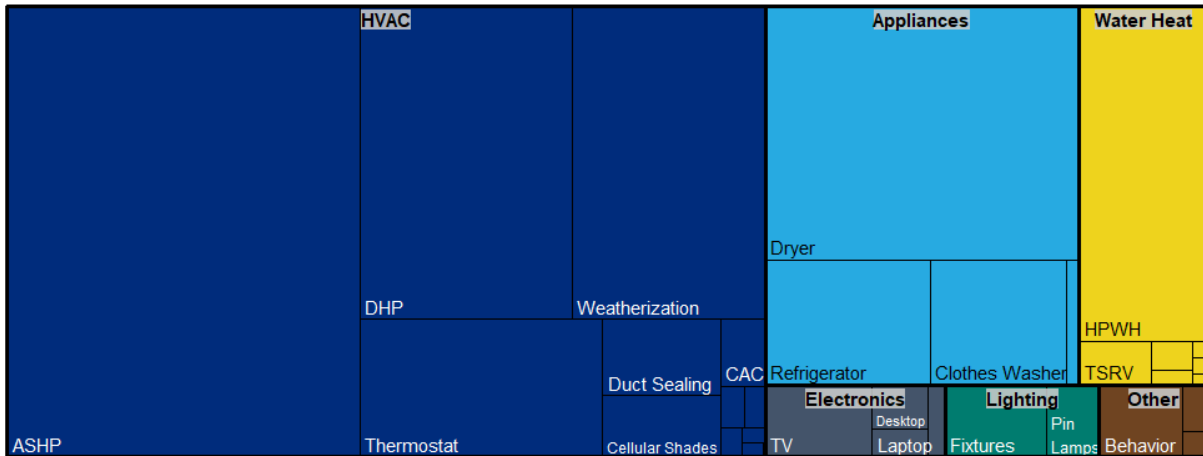 HVAC
Appliances
Water Heat
Dryer
DHP
Weatherization
HPWH
Refrigerator
Clothes Washer
TSRV
Duct Sealing
CAC
Electronics
Lighting
Other
Desktop
Pin
ASHP
Thermostat
Cellular Shades
TV
Laptop
Fixtures
Lamps
Behavior